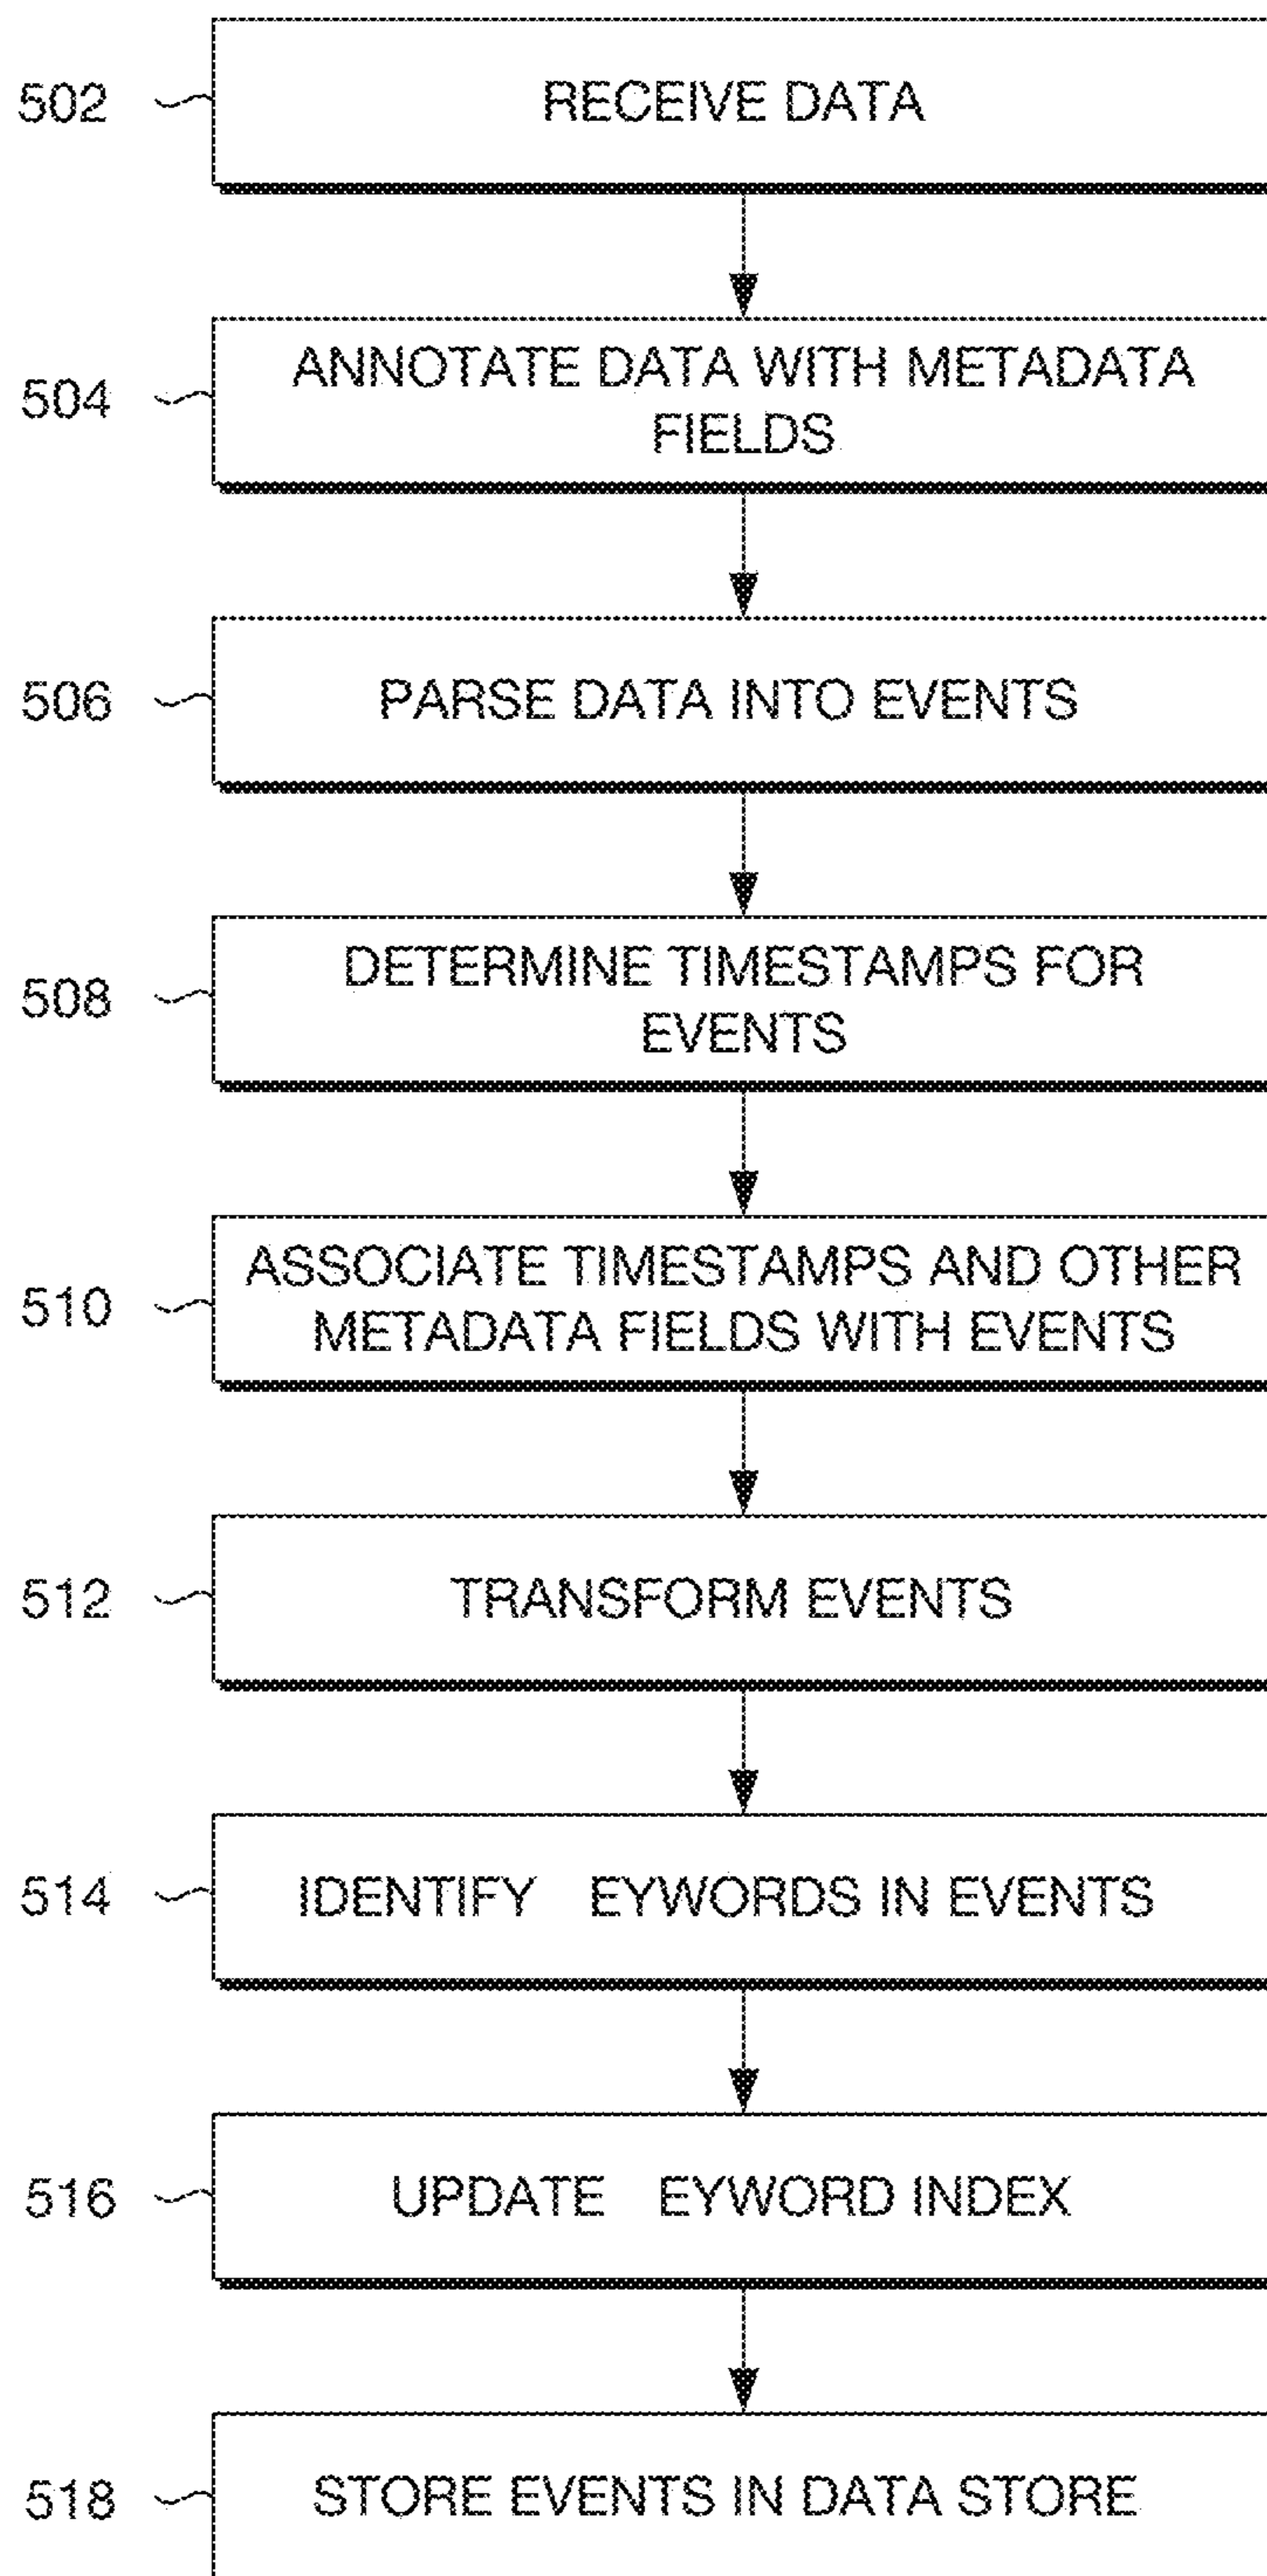 502 RECEIVE DATA
504 ANNOTATE DATA WITH METADATA
FIELDS
506 PARSE DATA INTO EVENTS
508 DETERMINE TIMESTAMPS FOR
EVENTS
510 ASSOCIATE TIMESTAMPS AND OTHER
METADATA FIELDS WITH EVENTS
512 TRANSFORM EVENTS
514 IDENTIFY EYWORDS IN EVENTS
516 UPDATE EYWORD INDEX
518 STORE EVENTS IN DATA STORE